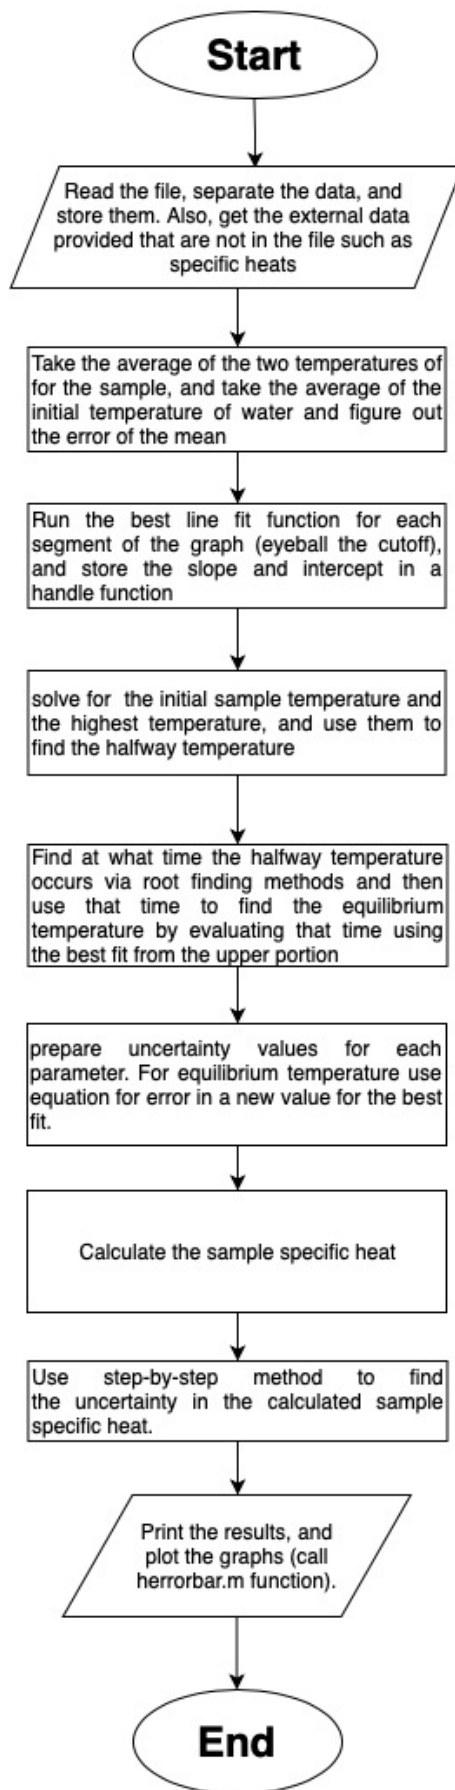 Start
Read the file, separate the data, and
store them. Also, get the external data
provided that are not in the file such as
specific heats
Take the average of the two temperatures of
for the sample, and take the average of the
initial temperature of water and figure out
the error of the mean
Run the best line fit function for each
segment of the graph (eyeball the cutoff),
and store the slope and intercept in a
handle function
solve for the initial sample temperature and
the highest temperature, and use them to
find the halfway temperature
Find at what time the halfway temperature
occurs via root finding methods and then
use that time to find the equilibrium
temperature by evaluating that time using
the best fit from the upper portion
prepare uncertainty values for each
parameter. For equilibrium temperature use
equation for error in a new value for the best
fit.
Calculate the sample specific heat
Use step-by-step method to find
the uncertainty in the calculated sample
specific heat.
Print the results, and
plot the graphs (call
herrorbar.m function).
End